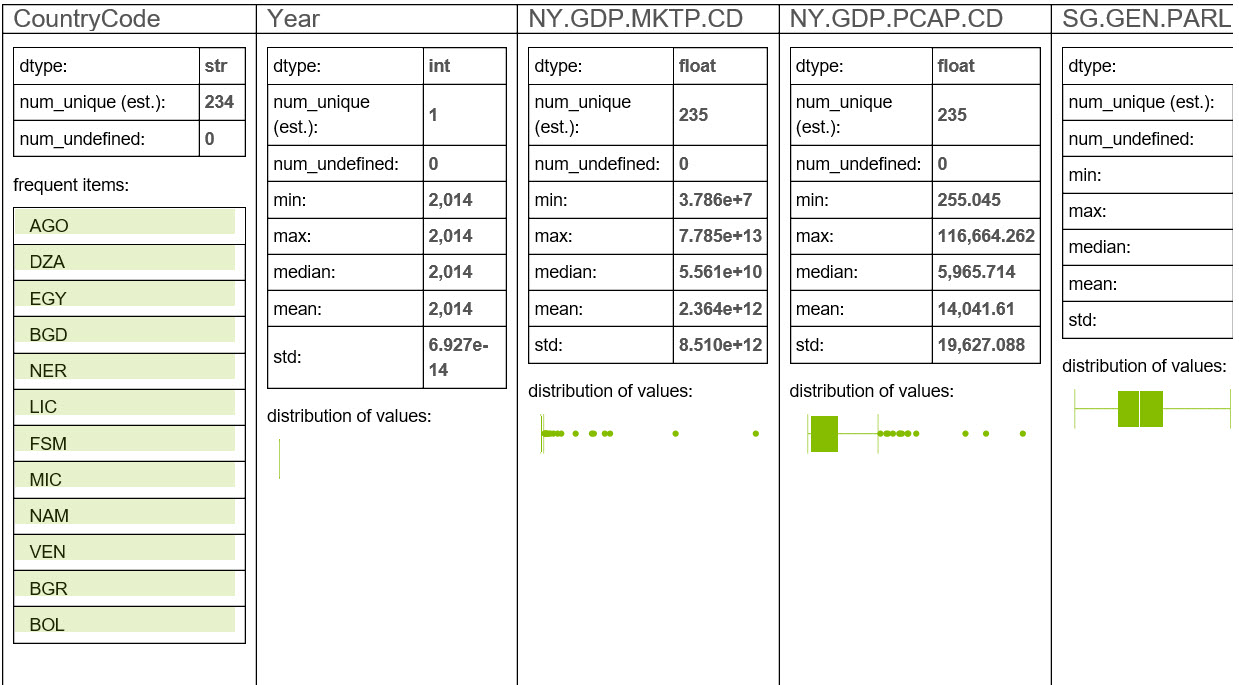 CountryCode
dtype: str
num_unique (est.): 234
num_undefined: 0
frequent items:
AGO
DZA
EGY
BGD
NER
LIC
FSM
MIC
NAM
VEN
BGR
BOL
Year
dtype: int
num_unique
(est.): 1
num_undefined: 0
min: 2,014
max: 2,014
median: 2,014
mean: 2,014
std: 6.927e-
14
distribution of values:
NY.GDP.MKTP.CD
dtype: float
num_unique
(est.): 235
num_undefined: 0
min: 3.786e+7
max: 7.785e+13
median: 5.561e+10
mean: 2.364e+12
std: 8.510e+12
distribution of values:
NY.GDP.PCAP.CD
dtype: float
num_unique
(est.): 235
num_undefined: 0
min: 255.045
max: 116,664.262
median: 5,965.714
mean: 14,041.61
std: 19,627.088
distribution of values:
SG.GEN.PARL
dtype:
num_unique (est.):
num_undefined:
min:
max:
median:
mean:
std:
distribution of values: